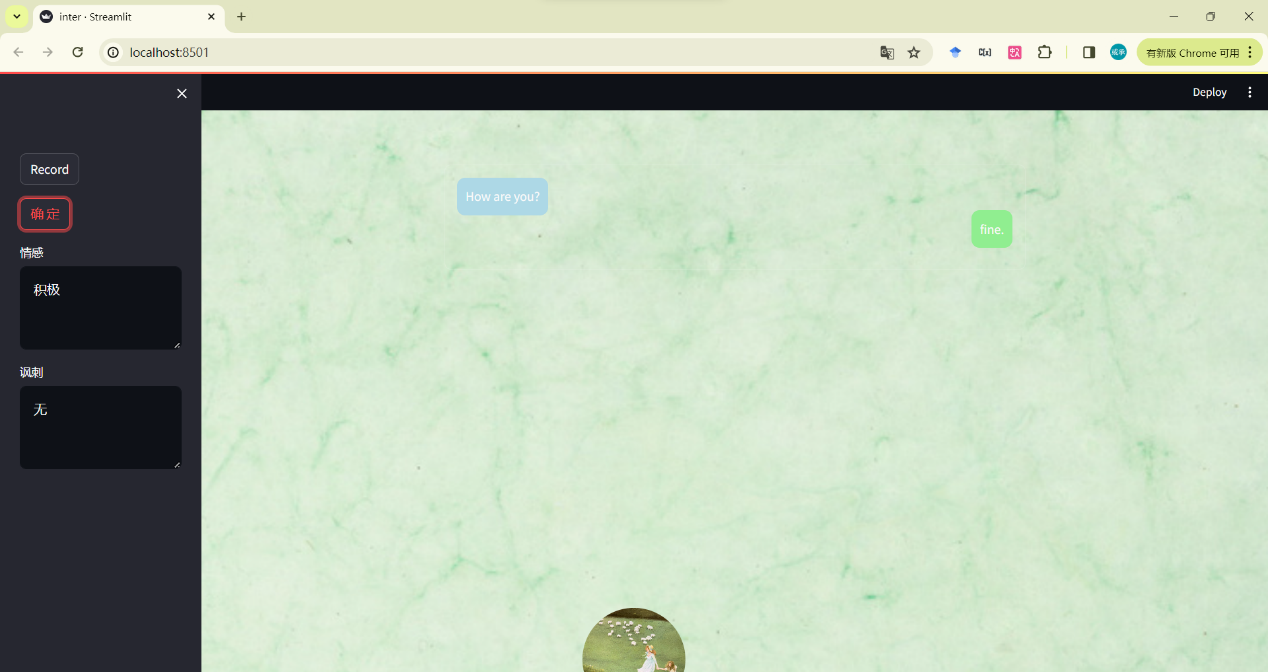 inter · Streamlit
localhost:8501
有新版 Chrome 可用
Deploy
Record
确定
情感
积极
讽刺
无
How are you?
fine.